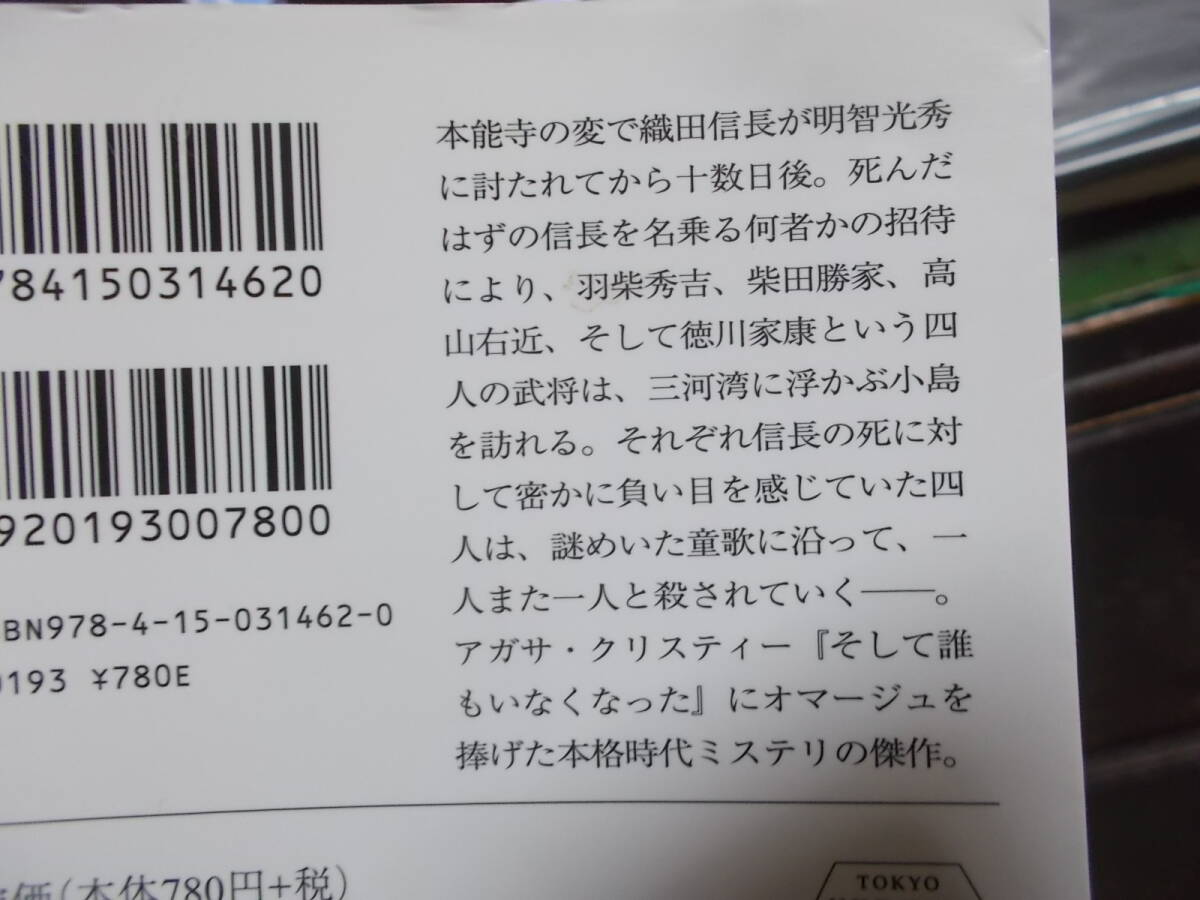 本能寺の変で織田信長が明智光秀
に討たれてから十数日後。死んだ
はずの信長を名乗る何者かの招待
により、羽柴秀吉、柴田勝家、高
山右近、そして徳川家康という四
人の武将は、三河湾に浮かぶ小島
を訪れる。それぞれ信長の死に対
して密かに負い目を感じていた四
人は、謎めいた童歌に沿って、一
人また一人と殺されていく――。
アガサ・クリスティー『そして誰
もいなくなった』にオマージュを
捧げた本格時代ミステリの傑作。
784150314620
920193007800
BN978-4-15-031462-0
0193 ¥780E
価(本体780円+税)
TOKYO